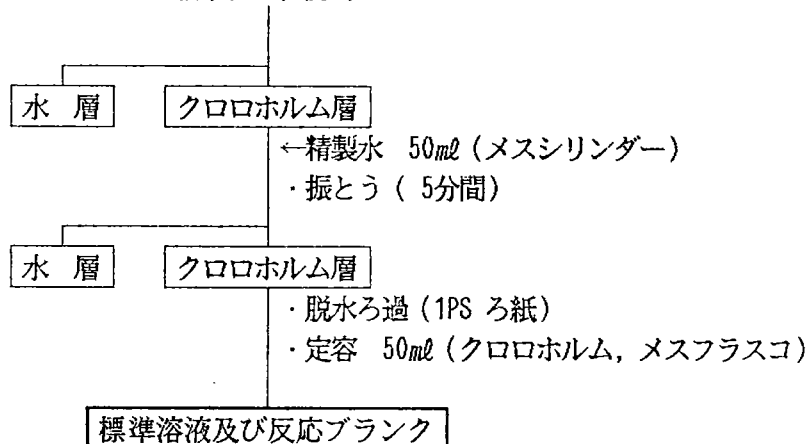 水 層 クロロホルム層
←精製水 50ml (メスシリンダー)
・振とう ( 5分間)
水 層 クロロホルム層
・脱水ろ過 (1PS ろ紙)
・定容 50ml (クロロホルム, メスフラスコ)
標準溶液及び反応ブランク